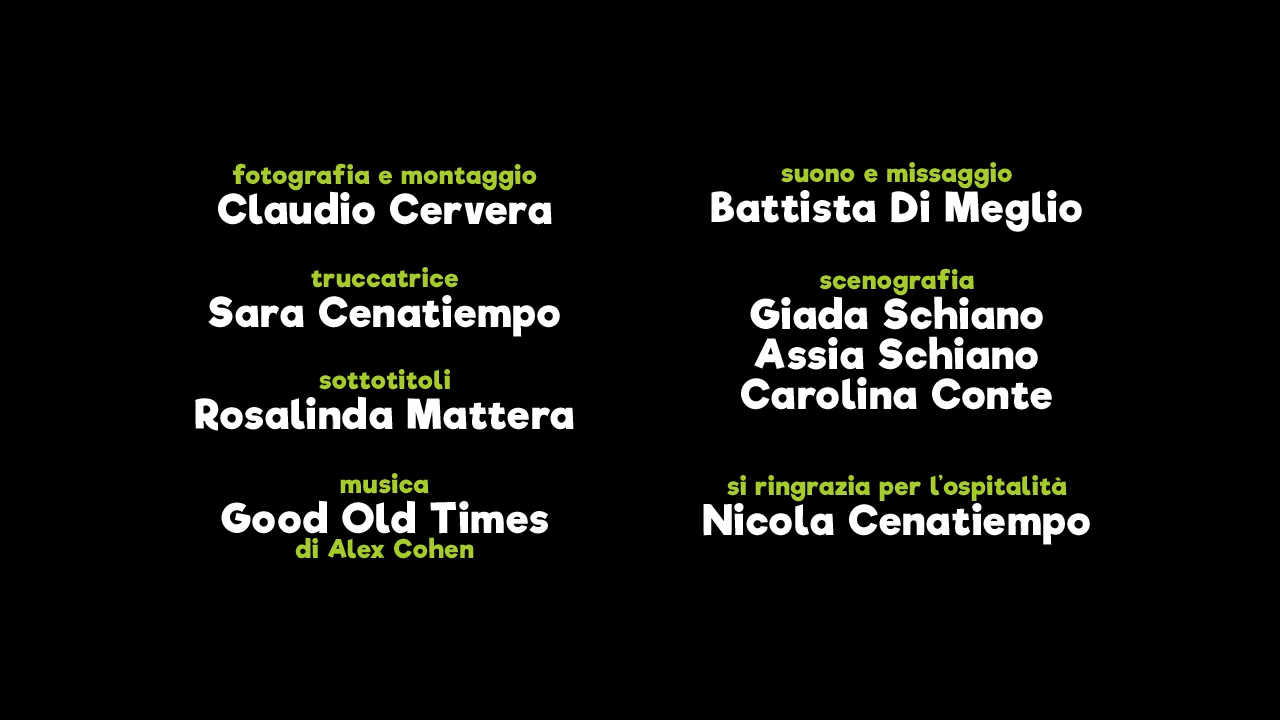 fotografia e montaggio
Claudio Cervera
truccatrice
Sara Cenatiempo
sottotitoli
Rosalinda Mattera
musica
Good Old Times
di Alex Cohen
suono e missaggio
Battista Di Meglio
scenografia
Giada Schiano
Assia Schiano
Carolina Conte
si ringrazia per l'ospitalità
Nicola Cenatiempo